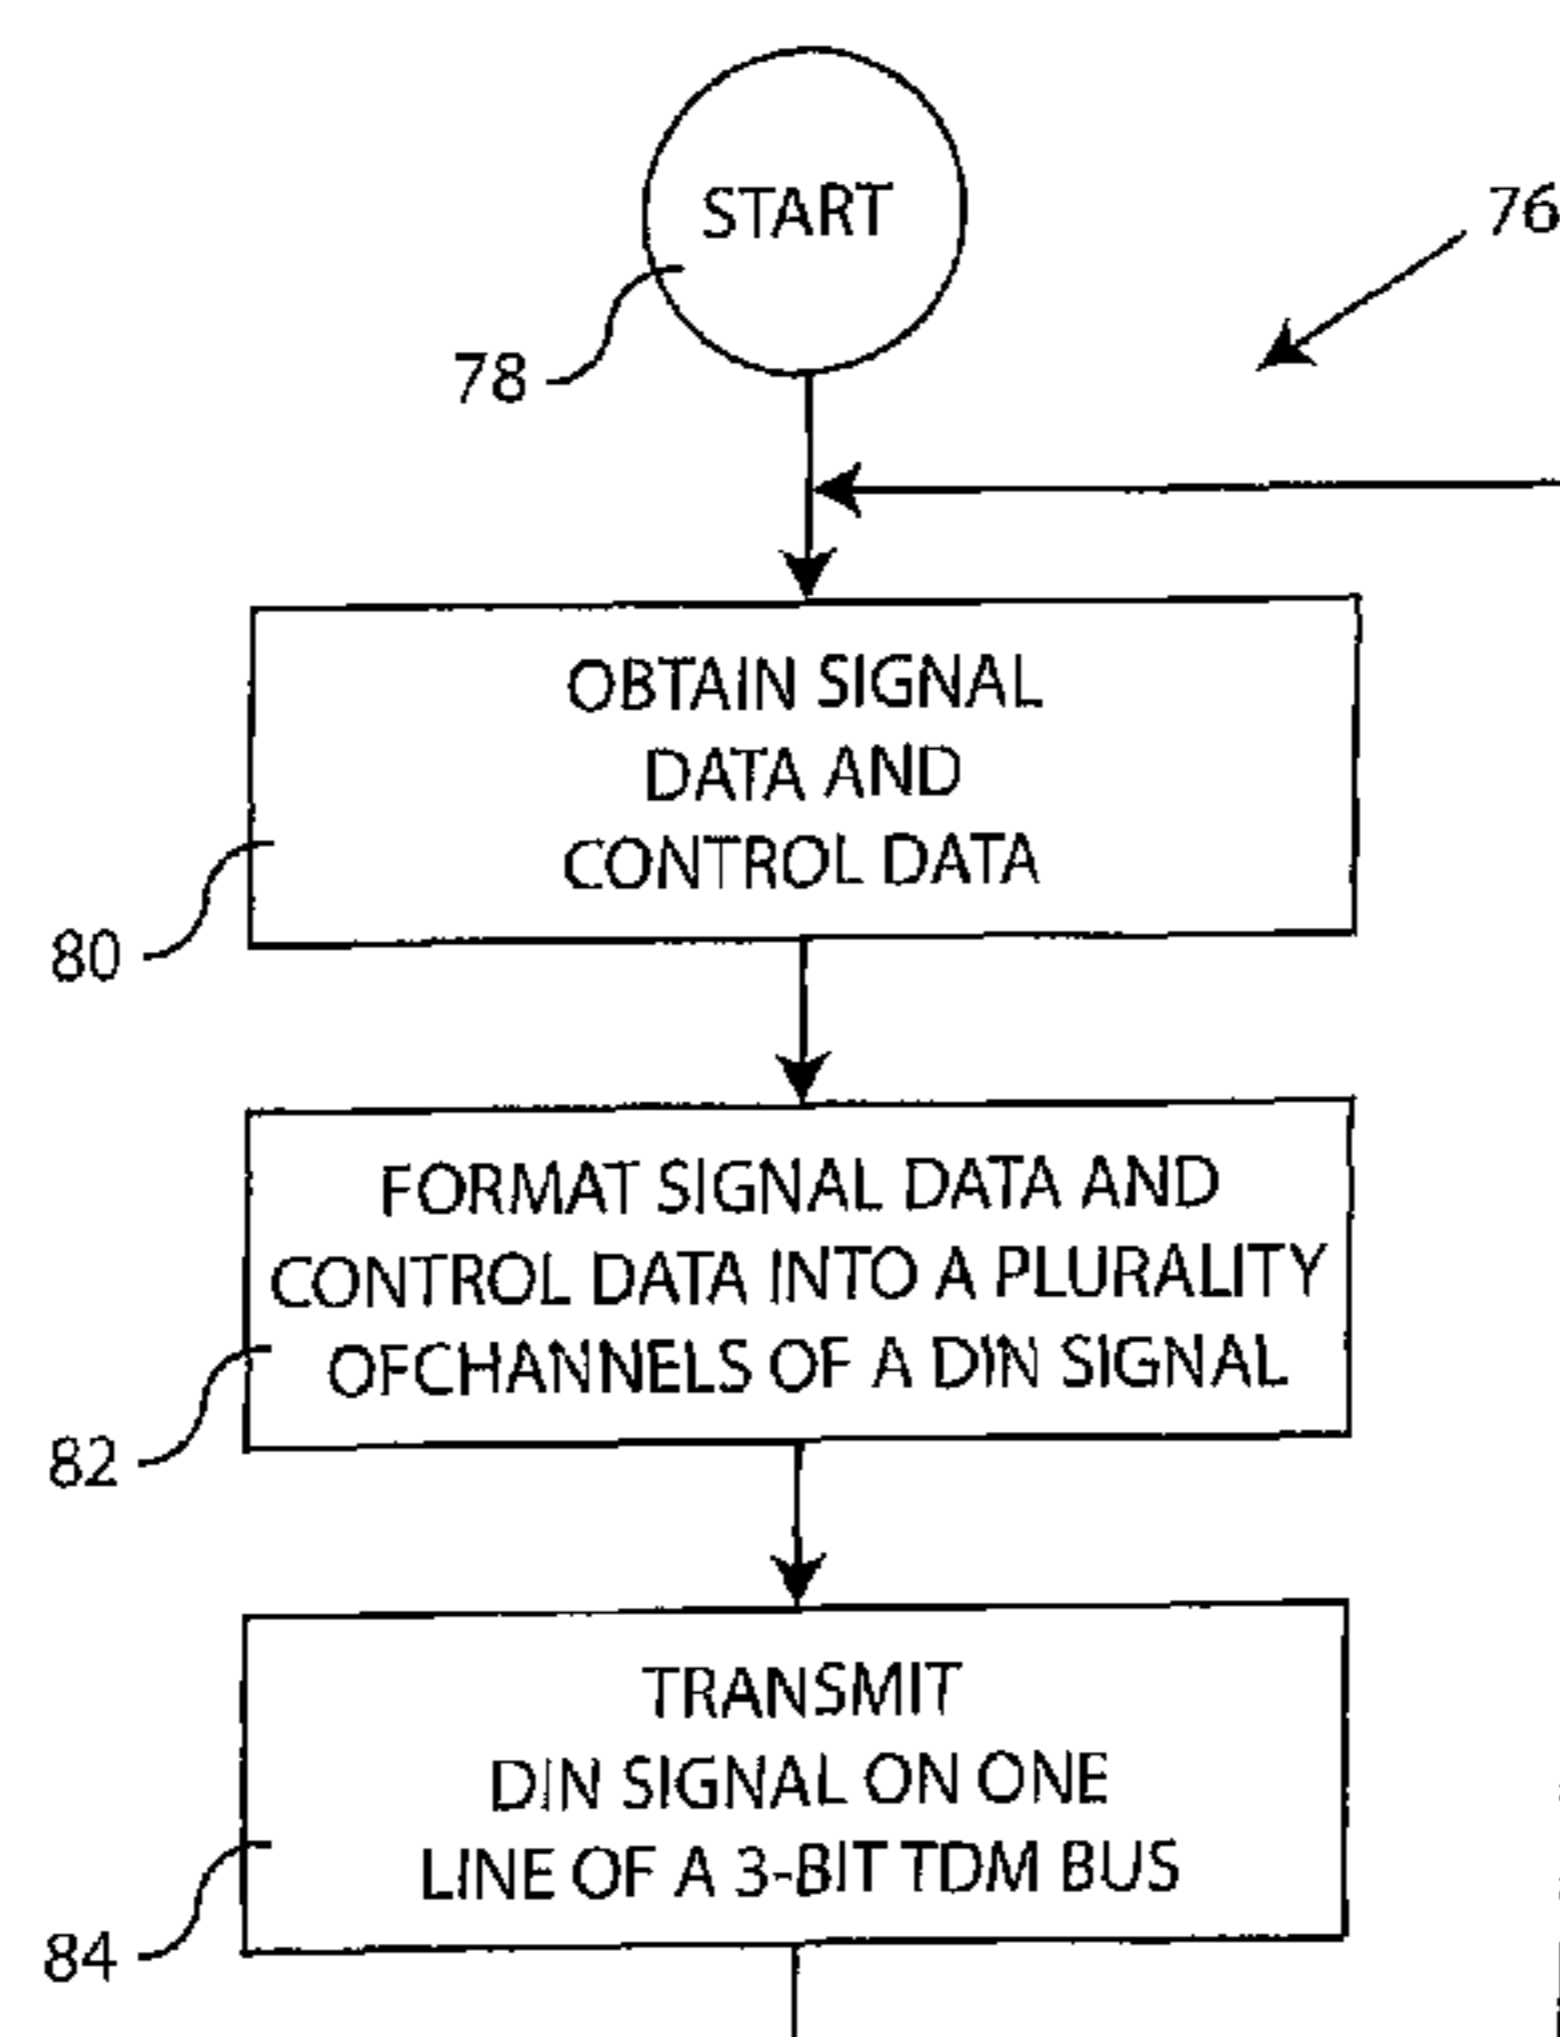 START
76
78
OBTAIN SIGNAL
DATA AND
CONTROL DATA
80
FORMAT SIGNAL DATA AND
CONTROL DATA INTO A PLURALITY
OFCHANNELS OF A DIN SIGNAL
82
TRANSMIT
DIN SIGNAL ON ONE
LINE OF A 3-BIT TDM BUS
84